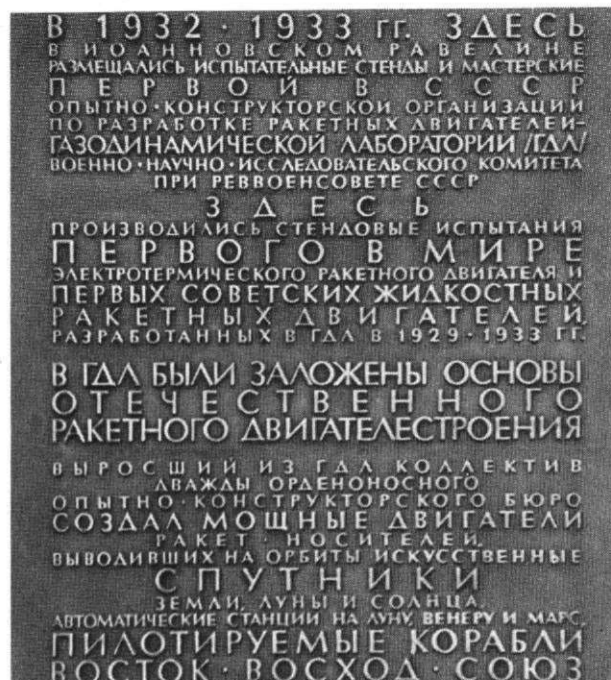 В 1932 · 1933 гг. ЗДЕСЬ
В ИОАННОВСКОМ РАВЕЛИНЕ
РАЗМЕЩАЛИСЬ ИСПЫТАТЕЛЬНЫЕ СТЕНДЫ И МАСТЕРСКИЕ
ПЕРВОЙ В СССР
ОПЫТНО·КОНСТРУКТОРСКОЙ ОРГАНИЗАЦИИ
ПО РАЗРАБОТКЕ РАКЕТНЫХ ДВИГАТЕЛЕЙ–
ГАЗОДИНАМИЧЕСКОЙ ЛАБОРАТОРИИ /ГДЛ/
ВОЕННО·НАУЧНО·ИССЛЕДОВАТЕЛЬСКОГО КОМИТЕТА
ПРИ РЕВВОЕНСОВЕТЕ СССР
ЗДЕСЬ
ПРОИЗВОДИЛИСЬ СТЕНДОВЫЕ ИСПЫТАНИЯ
ПЕРВОГО В МИРЕ
ЭЛЕКТРОТЕРМИЧЕСКОГО РАКЕТНОГО ДВИГАТЕЛЯ И
ПЕРВЫХ СОВЕТСКИХ ЖИДКОСТНЫХ
РАКЕТНЫХ ДВИГАТЕЛЕЙ,
РАЗРАБОТАННЫХ В ГДЛ В 1929·1933 ГГ.
В ГДЛ БЫЛИ ЗАЛОЖЕНЫ ОСНОВЫ
ОТЕЧЕСТВЕННОГО
РАКЕТНОГО ДВИГАТЕЛЕСТРОЕНИЯ
ВЫРОСШИЙ ИЗ ГДЛ КОЛЛЕКТИВ
ДВАЖДЫ ОРДЕНОНОСНОГО
ОПЫТНО·КОНСТРУКТОРСКОГО БЮРО
СОЗДАЛ МОЩНЫЕ ДВИГАТЕЛИ
РАКЕТ·НОСИТЕЛЕЙ,
ВЫВОДИВШИХ НА ОРБИТЫ ИСКУССТВЕННЫЕ
СПУТНИКИ
ЗЕМЛИ, ЛУНЫ И СОЛНЦА,
АВТОМАТИЧЕСКИЕ СТАНЦИИ НА ЛУНУ, ВЕНЕРУ И МАРС,
ПИЛОТИРУЕМЫЕ КОРАБЛИ
ВОСТОК · ВОСХОД · СОЮЗ